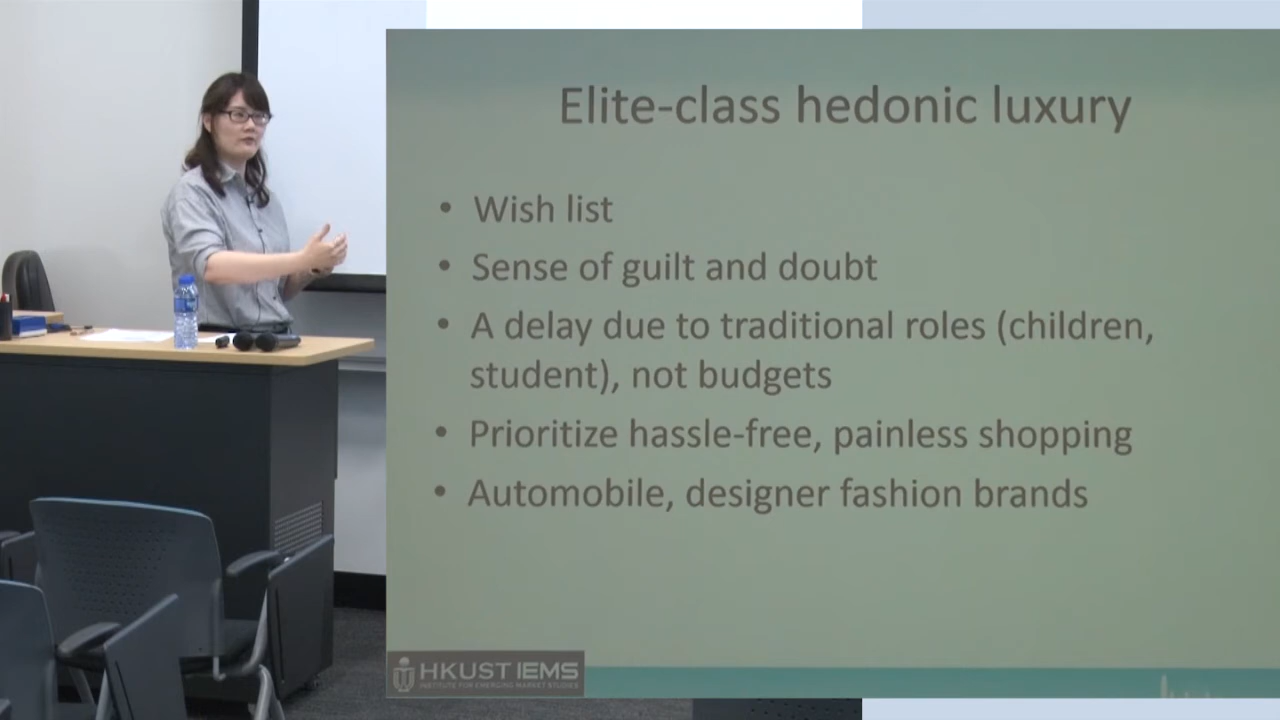 Elite-class hedonic luxury
• Wish list
• Sense of guilt and doubt
• A delay due to traditional roles (children,
student), not budgets
• Prioritize hassle-free, painless shopping
• Automobile, designer fashion brands
HKUST IEMS
INSTITUTE FOR EMERGING MARKET STUDIES